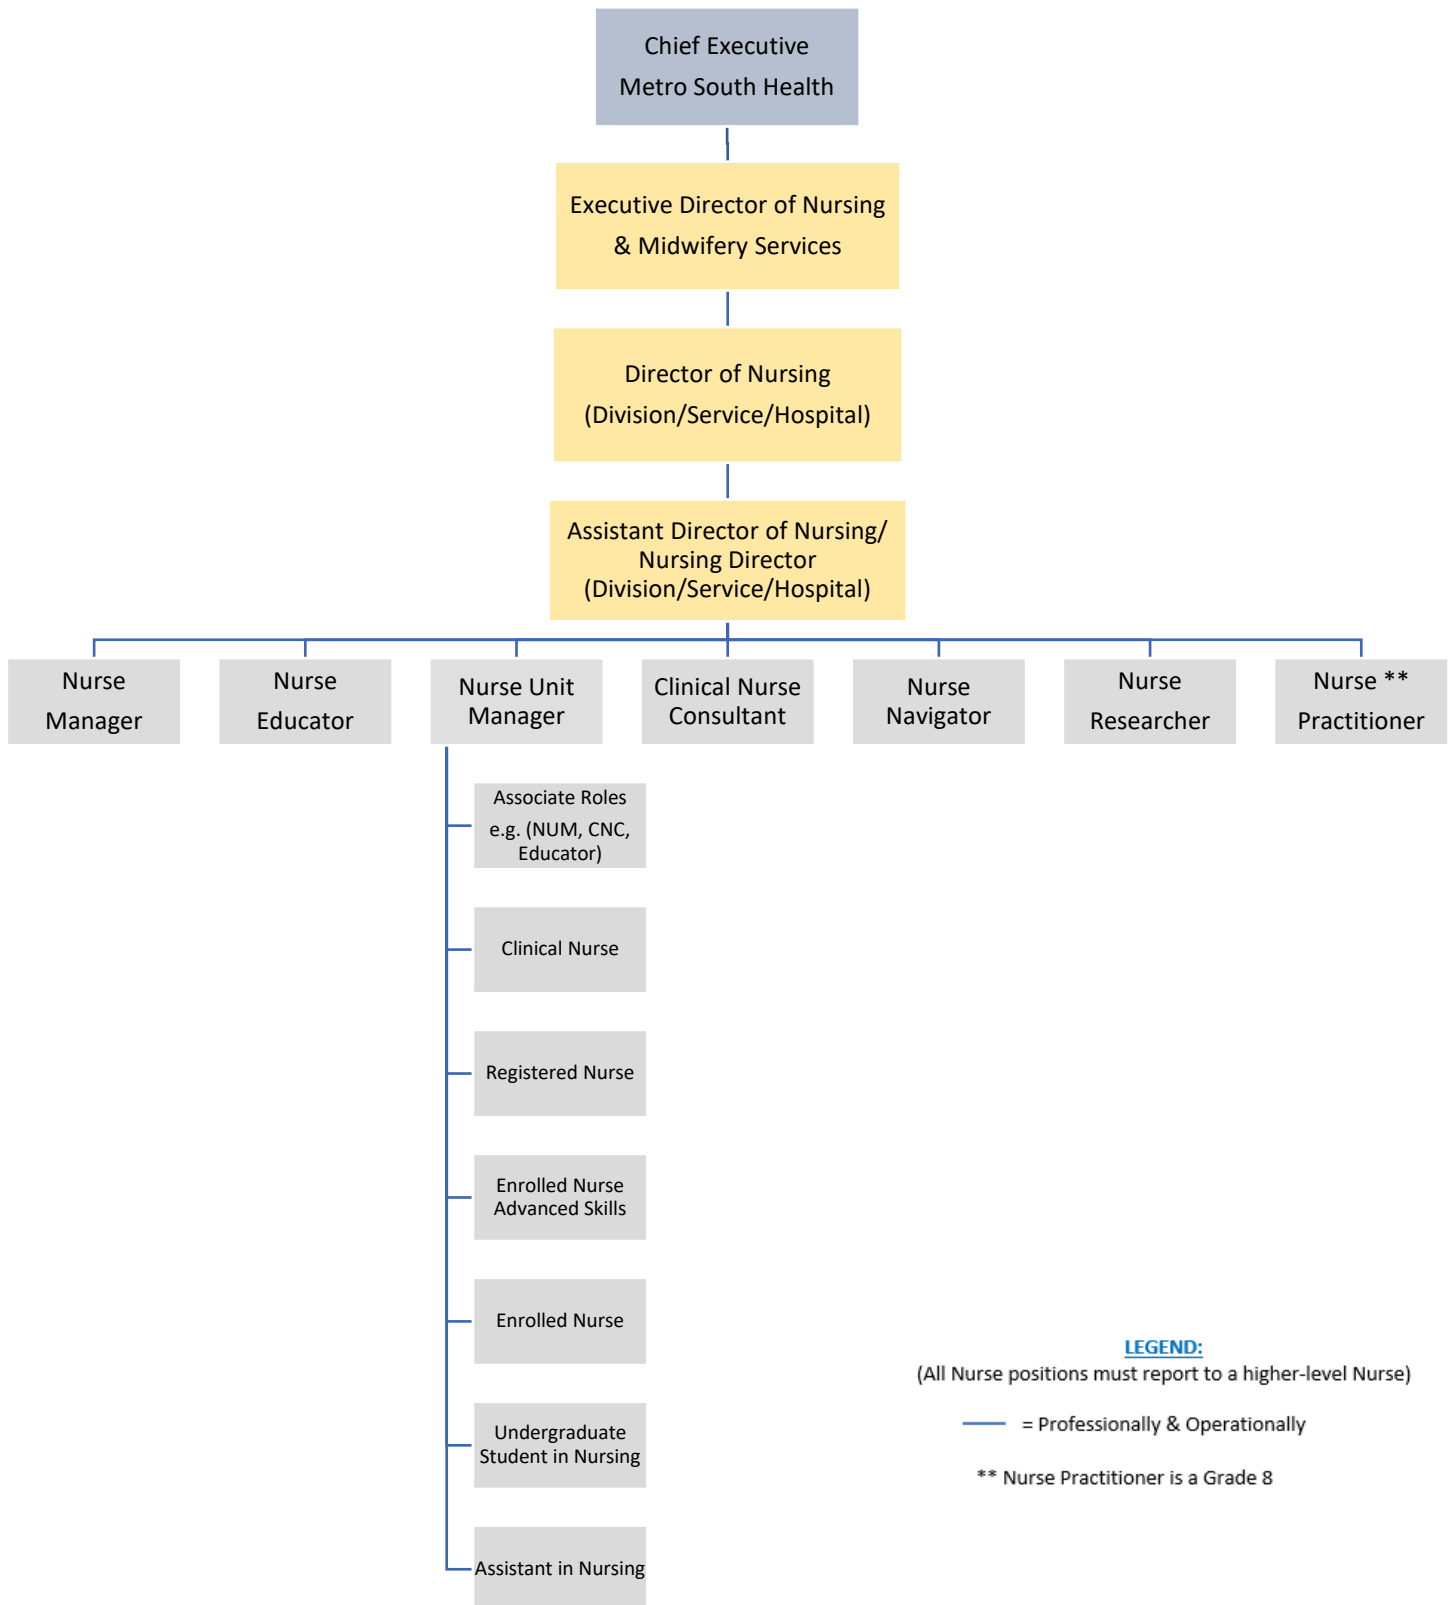 Chief Executive
Metro South Health
Executive Director of Nursing
& Midwifery Services
Director of Nursing
(Division/Service/Hospital)
Assistant Director of Nursing/
Nursing Director
(Division/Service/Hospital)
Nurse
Manager
Nurse
Educator
Nurse Unit
Manager
Clinical Nurse
Consultant
Nurse
Navigator
Nurse
Researcher
Nurse **
Practitioner
Associate Roles
e.g. (NUM, CNC,
Educator)
Clinical Nurse
Registered Nurse
Enrolled Nurse
Advanced Skills
Enrolled Nurse
Undergraduate
Student in Nursing
Assistant in Nursing
LEGEND:
(All Nurse positions must report to a higher-level Nurse)
= Professionally & Operationally
** Nurse Practitioner is a Grade 8